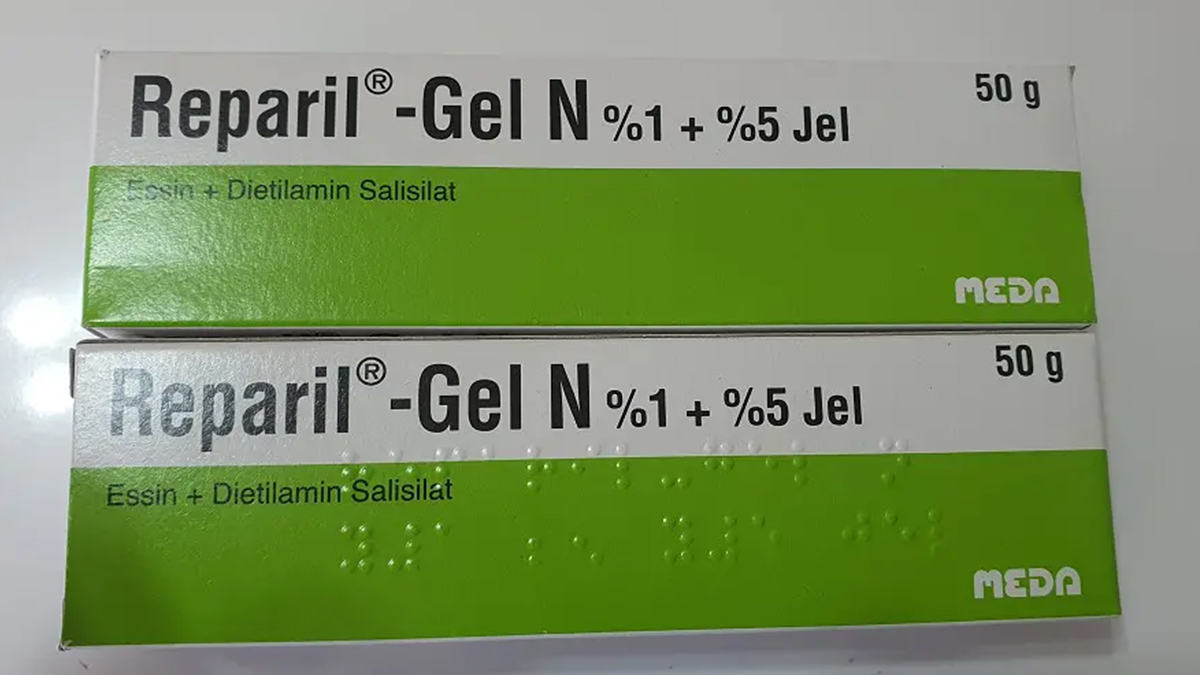 Reparil®-Gel N %1 + %5 Jel
50 g
Essin + Dietilamin Salisilat
MEDA
Reparil®-Gel N %1 + %5 Jel
50 g
Essin + Dietilamin Salisilat
MEDA